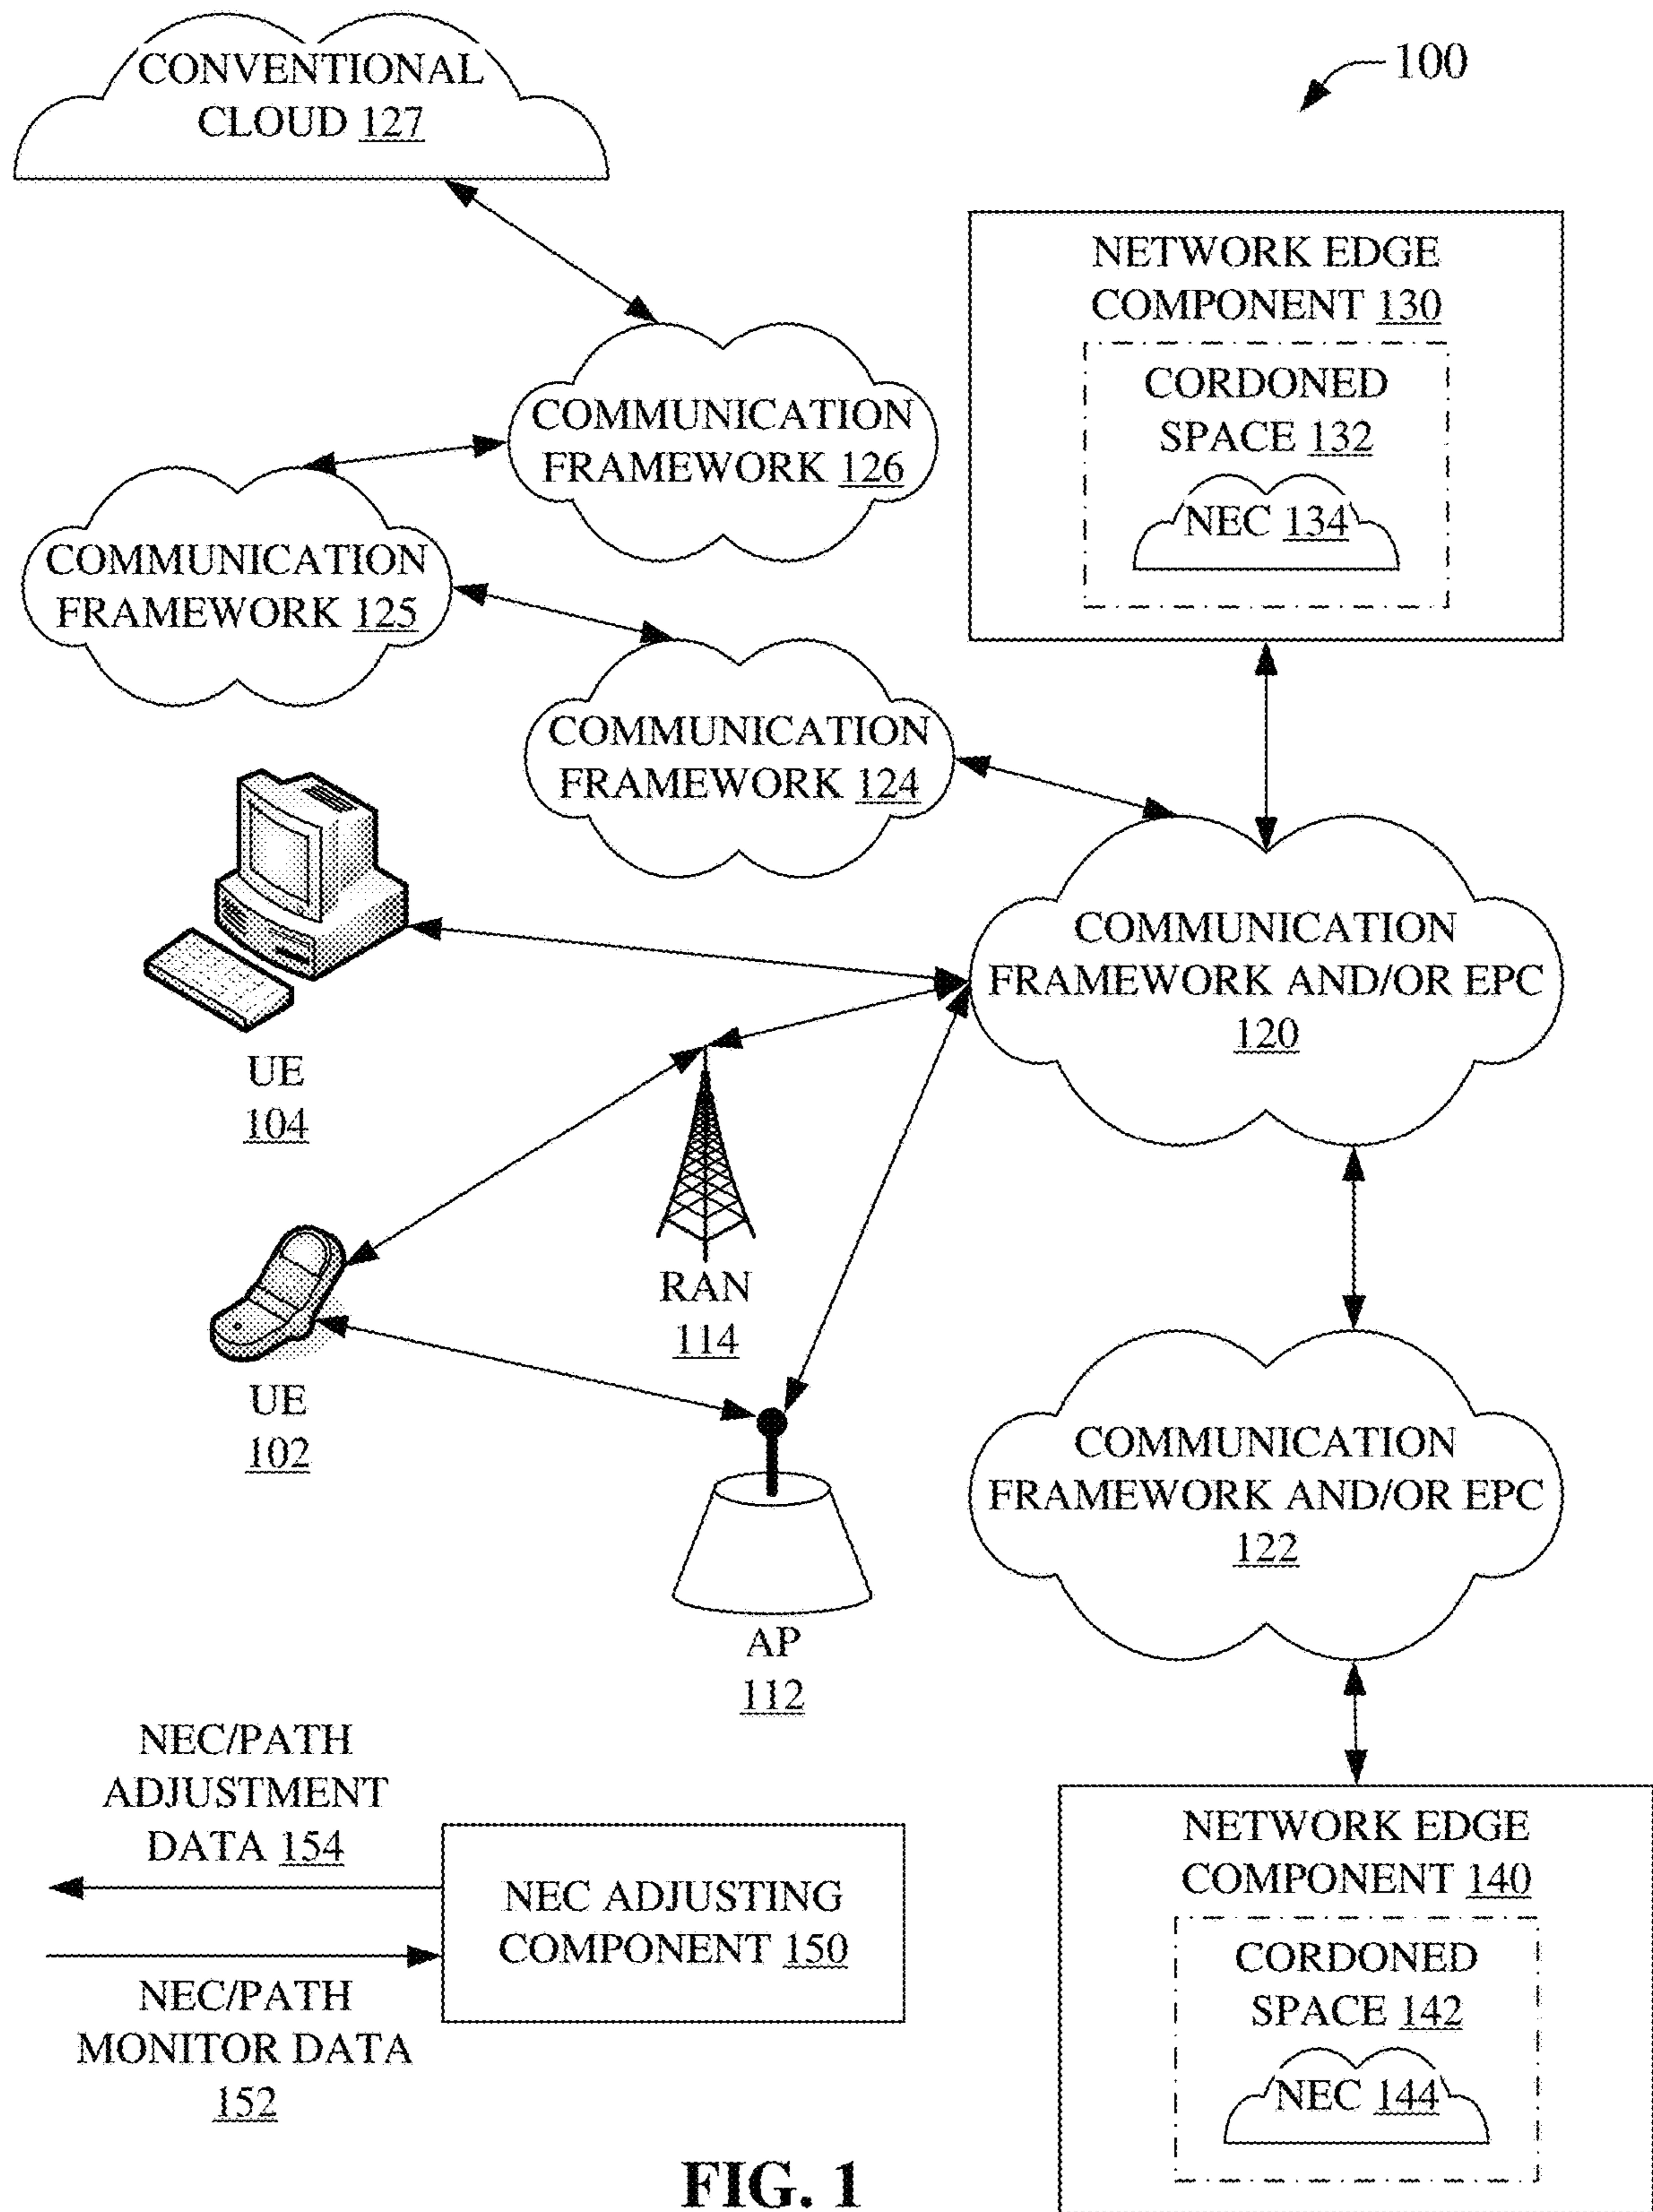 CONVENTIONAL
CLOUD 127
100
NETWORK EDGE
COMPONENT 130
CORDONED
SPACE 132
NEC 134
COMMUNICATION
FRAMEWORK 126
COMMUNICATION
FRAMEWORK 125
COMMUNICATION
FRAMEWORK 124
COMMUNICATION
FRAMEWORK AND/OR EPC
120
UE
104
RAN
114
UE
102
COMMUNICATION
FRAMEWORK AND/OR EPC
122
AP
112
NEC/PATH
ADJUSTMENT
DATA 154
NEC ADJUSTING
COMPONENT 150
NEC/PATH
MONITOR DATA
152
NETWORK EDGE
COMPONENT 140
CORDONED
SPACE 142
NEC 144
FIG. 1